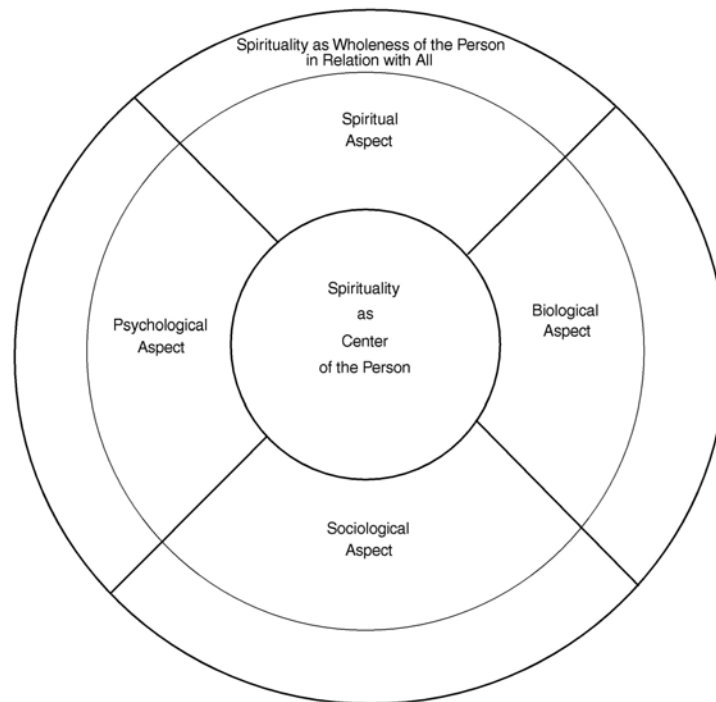 Spirituality as Wholeness of the Person
in Relation with All
Spiritual
Aspect
Psychological
Aspect
Spirituality
as
Center
of the Person
Biological
Aspect
Sociological
Aspect